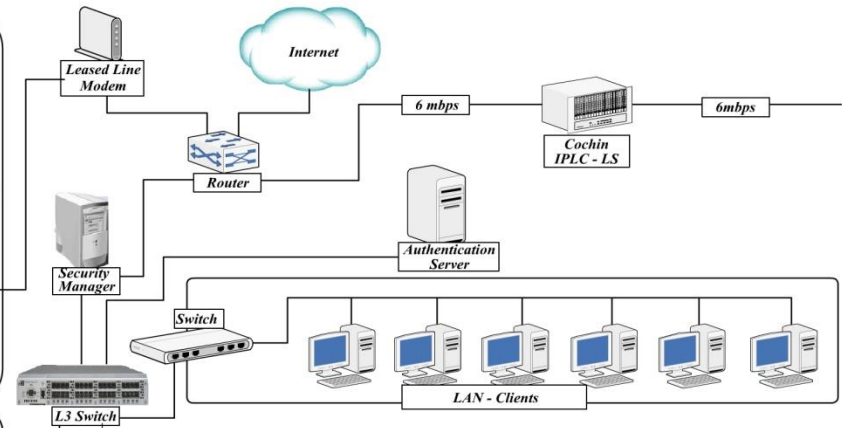 Internet
Leased Line
Modem
6 mbps
6mbps
Cochin
IPLC - LS
Router
Authentication
Server
Security
Manager
Switch
LAN - Clients
L3 Switch